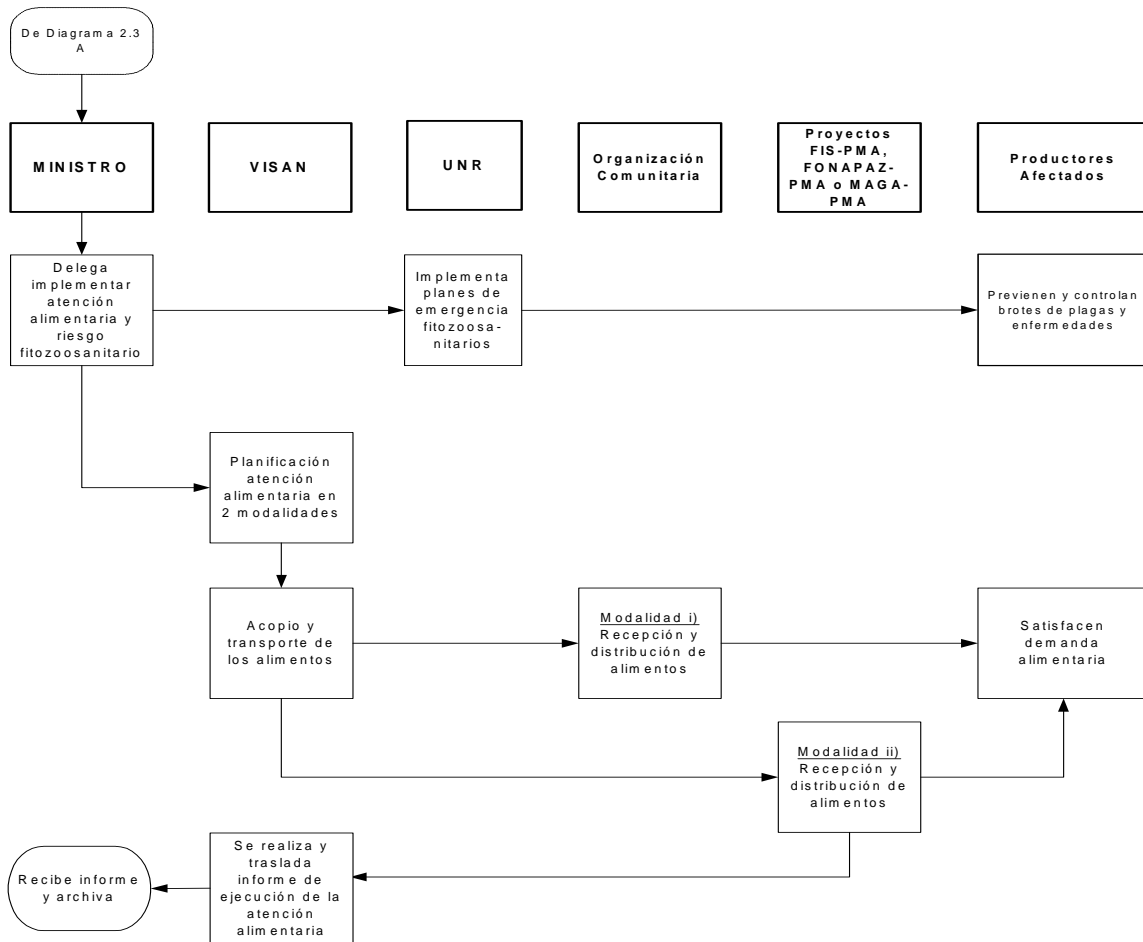 De Diagrama 2.3
A
MINISTRO
VISAN
UNR
Organización
Comunitaria
Proyectos
FIS-PMA,
FONAPAZ-
PMA o MAGA-
PMA
Productores
Afectados
Delega
implementar
atención
alimentaria y
riesgo
fitozoosanitario
Implementa
planes de
emergencia
fitozoosa-
nitarios
Previenen y controlan
brotes de plagas y
enfermedades
Planificación
atención
alimentaria en
2 modalidades
Acopio y
transporte de
los alimentos
Modalidad i)
Recepción y
distribución de
alimentos
Satisfacen
demanda
alimentaria
Modalidad ii)
Recepción y
distribución de
alimentos
Se realiza y
traslada
informe de
ejecución de la
atención
alimentaria
Recibe informe
y archiva